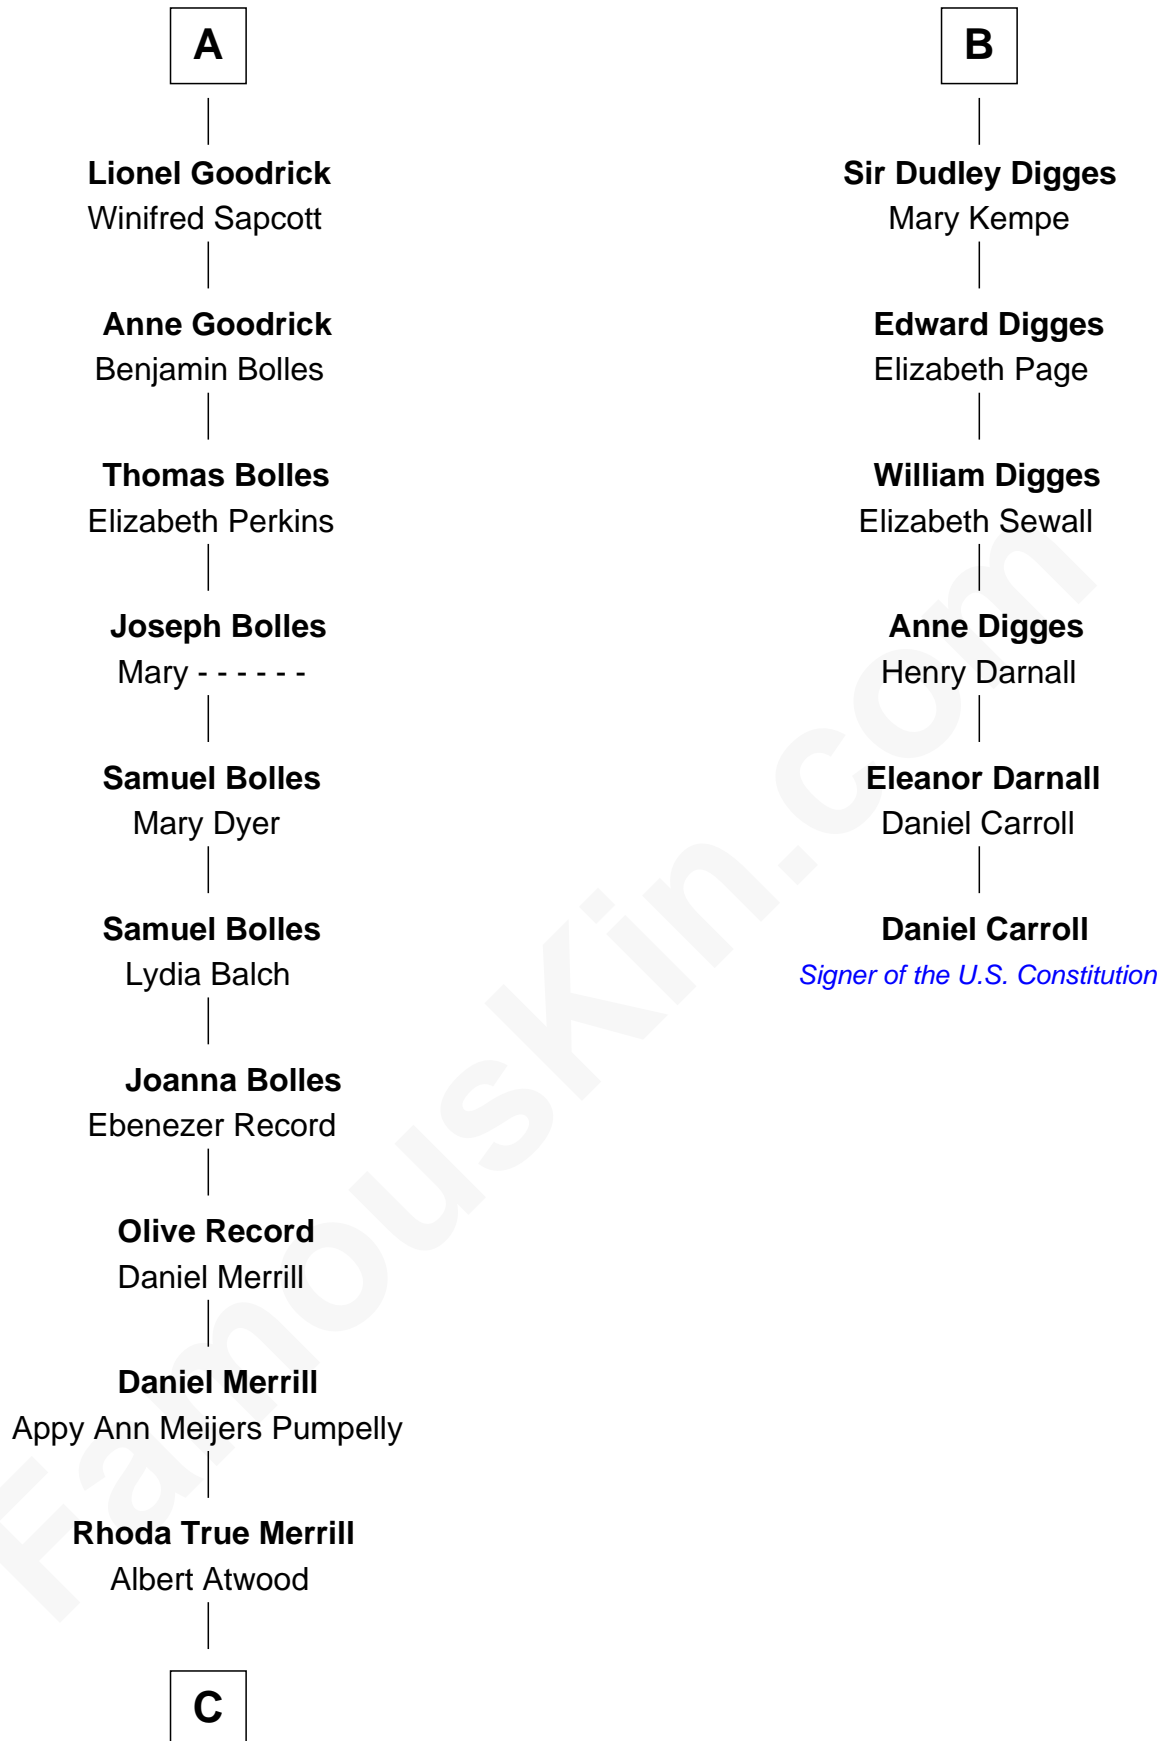 A
Lionel Goodrick
Winifred Sapcott
Anne Goodrick
Benjamin Bolles
Thomas Bolles
Elizabeth Perkins
Joseph Bolles
Mary - - - - - -
Samuel Bolles
Mary Dyer
Samuel Bolles
Lydia Balch
Joanna Bolles
Ebenezer Record
Olive Record
Daniel Merrill
Daniel Merrill
Appy Ann Meijers Pumpelly
Rhoda True Merrill
Albert Atwood
C
B
Sir Dudley Digges
Mary Kempe
Edward Digges
Elizabeth Page
William Digges
Elizabeth Sewall
Anne Digges
Henry Darnall
Eleanor Darnall
Daniel Carroll
Daniel Carroll
Signer of the U.S. Constitution
FamousKin.com